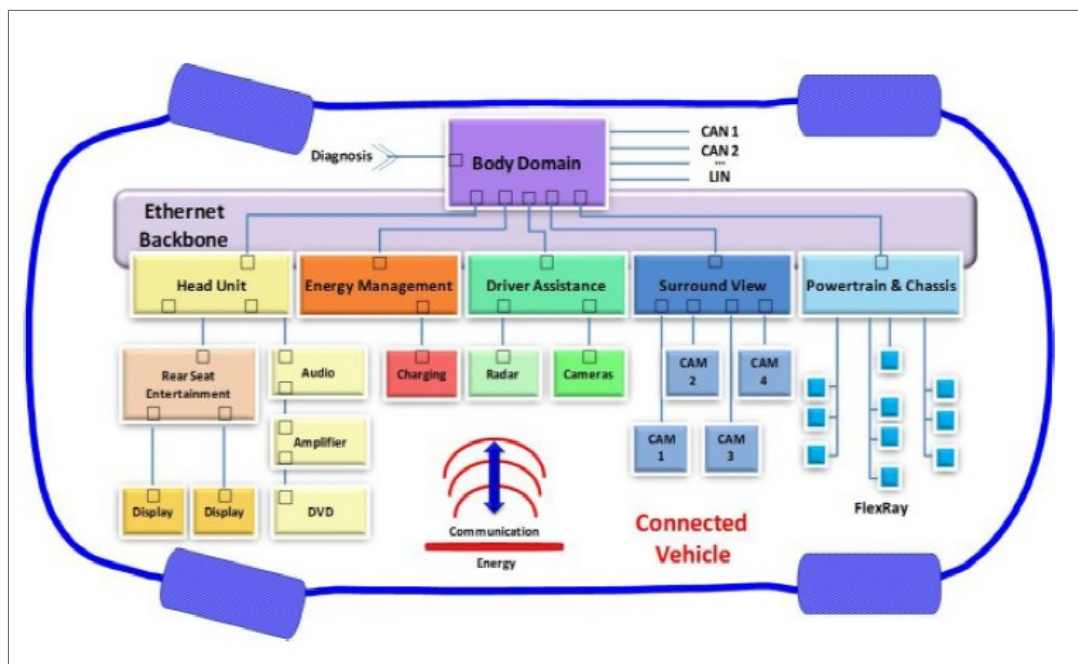 CAN 1
Diagnosis
Body Domain
CAN 2
...
LIN
Ethernet
Backbone
Head Unit
Energy Management
Driver Assistance
Surround View
Powertrain & Chassis
Rear Seat
Entertainment
Audio
Charging
Radar
Cameras
CAM
2
CAM
4
Amplifier
CAM
1
CAM
3
Display
Display
DVD
FlexRay
Communication
Energy
Connected
Vehicle